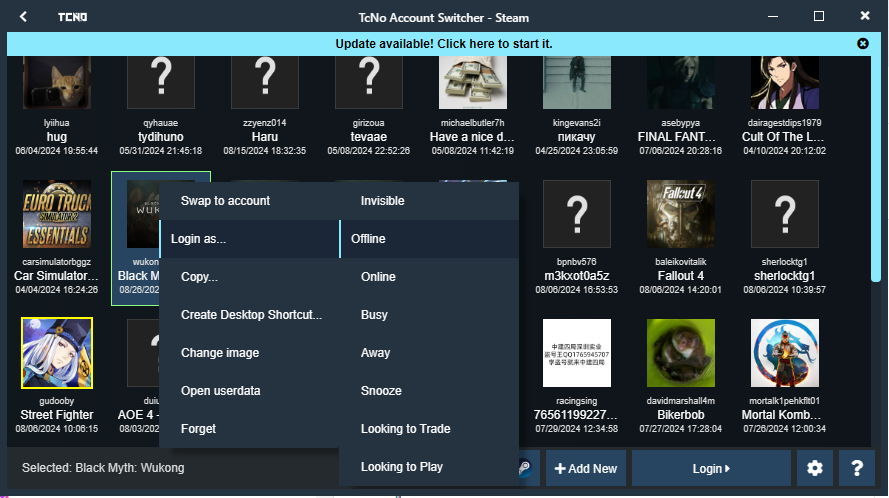 TCNO
TcNo Account Switcher - Steam
Update available! Click here to start it.
lyiihua
hug
06/04/2024 19:55:44
qyhauae
tydihuno
05/31/2024 21:45:18
zzyenz014
Haru
08/15/2024 18:32:35
girizoua
tevaae
05/08/2024 22:52:26
michaelbutler7h
Have a nice d...
05/08/2024 11:42:19
kingevans2i
пикачу
04/25/2024 23:05:59
asebypya
FINAL FANT...
07/06/2024 20:28:16
dairagestdips1979
Cult Of The L...
04/10/2024 20:12:02
EURO TRUCK
SIMULATOR 2
ESSENTIALS
carsimulatorbggz
Car Simulator...
04/04/2024 16:24:26
WUK
wukon
Black M
08/26/202
Swap to account
Login as...
Copy...
Create Desktop Shortcut...
Change image
Open userdata
Forget
Invisible
Offline
Online
Busy
Away
Snooze
Looking to Trade
Looking to Play
bpnbv576
m3kxot0a5z
08/06/2024 16:53:53
Fallout 4
baleikovitalik
Fallout 4
08/06/2024 14:20:01
sherlocktg1
sherlocktg1
08/06/2024 10:39:57
gudooby
Street Fighter
08/06/2024 10:06:15
duiu
AOE 4 -
08/03/202
中建四局深圳实业
盗号王QQ1765945707
李盗号就来中建四局
racingsing
76561199227...
07/29/2024 12:34:58
davidmarshall4m
Bikerbob
07/27/2024 17:28:04
mortalk1pehkflt01
Mortal Komb...
07/26/2024 12:00:34
Selected: Black Myth: Wukong
Add New
Login